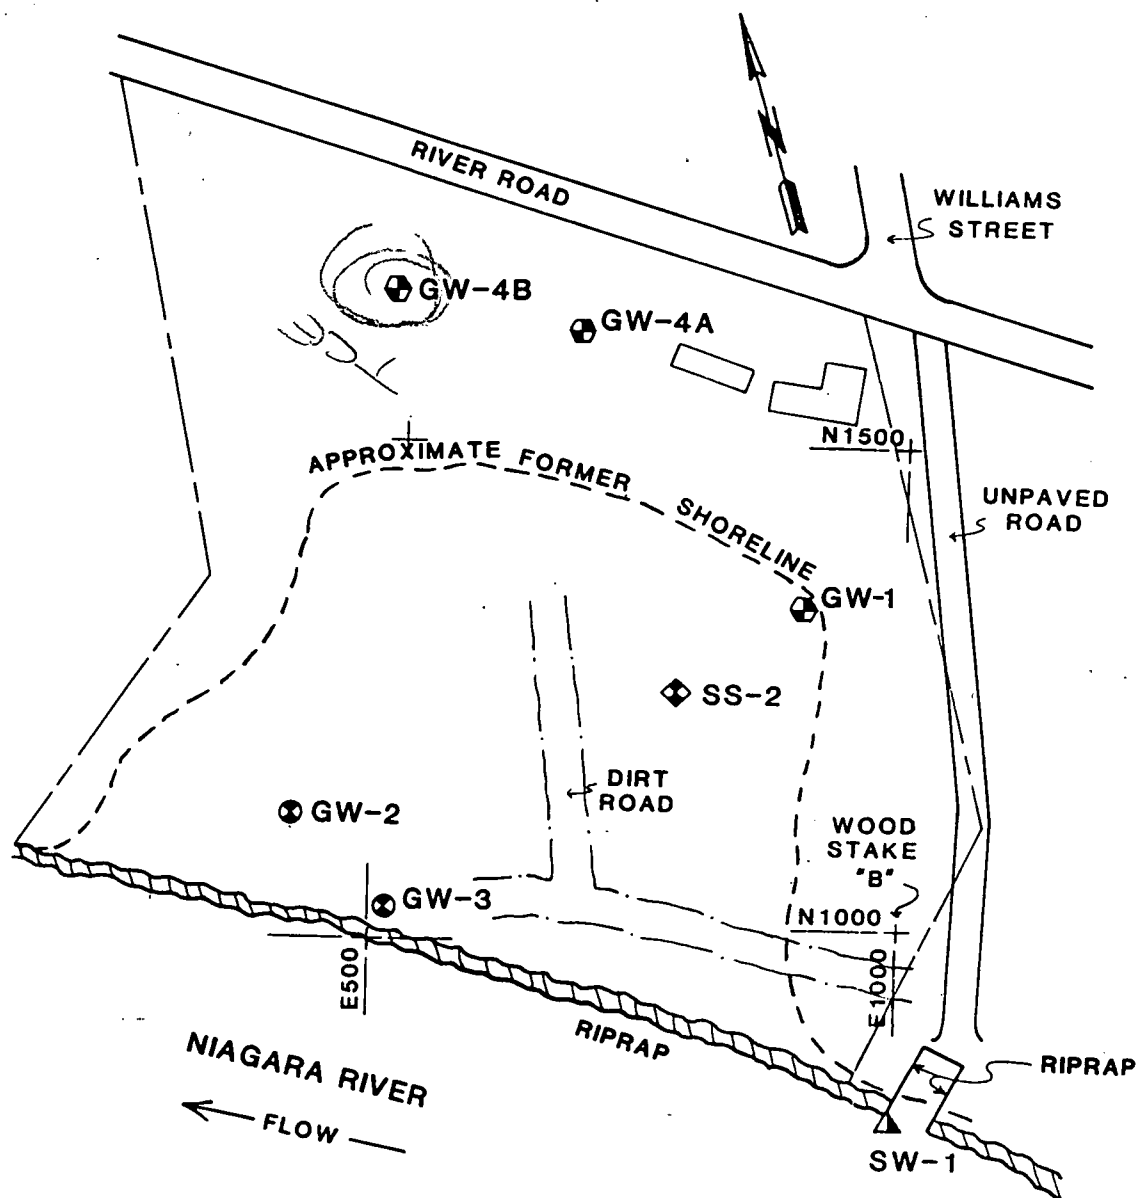 RIVER ROAD
N
WILLIAMS
STREET
GW-4B
GW-4A
N1500
APPROXIMATE FORMER SHORELINE
UNPAVED
ROAD
GW-1
SS-2
DIRT
ROAD
GW-2
WOOD
STAKE
"B"
GW-3
N1000
E500
E1000
RIPRAP
NIAGARA RIVER
RIPRAP
FLOW
SW-1